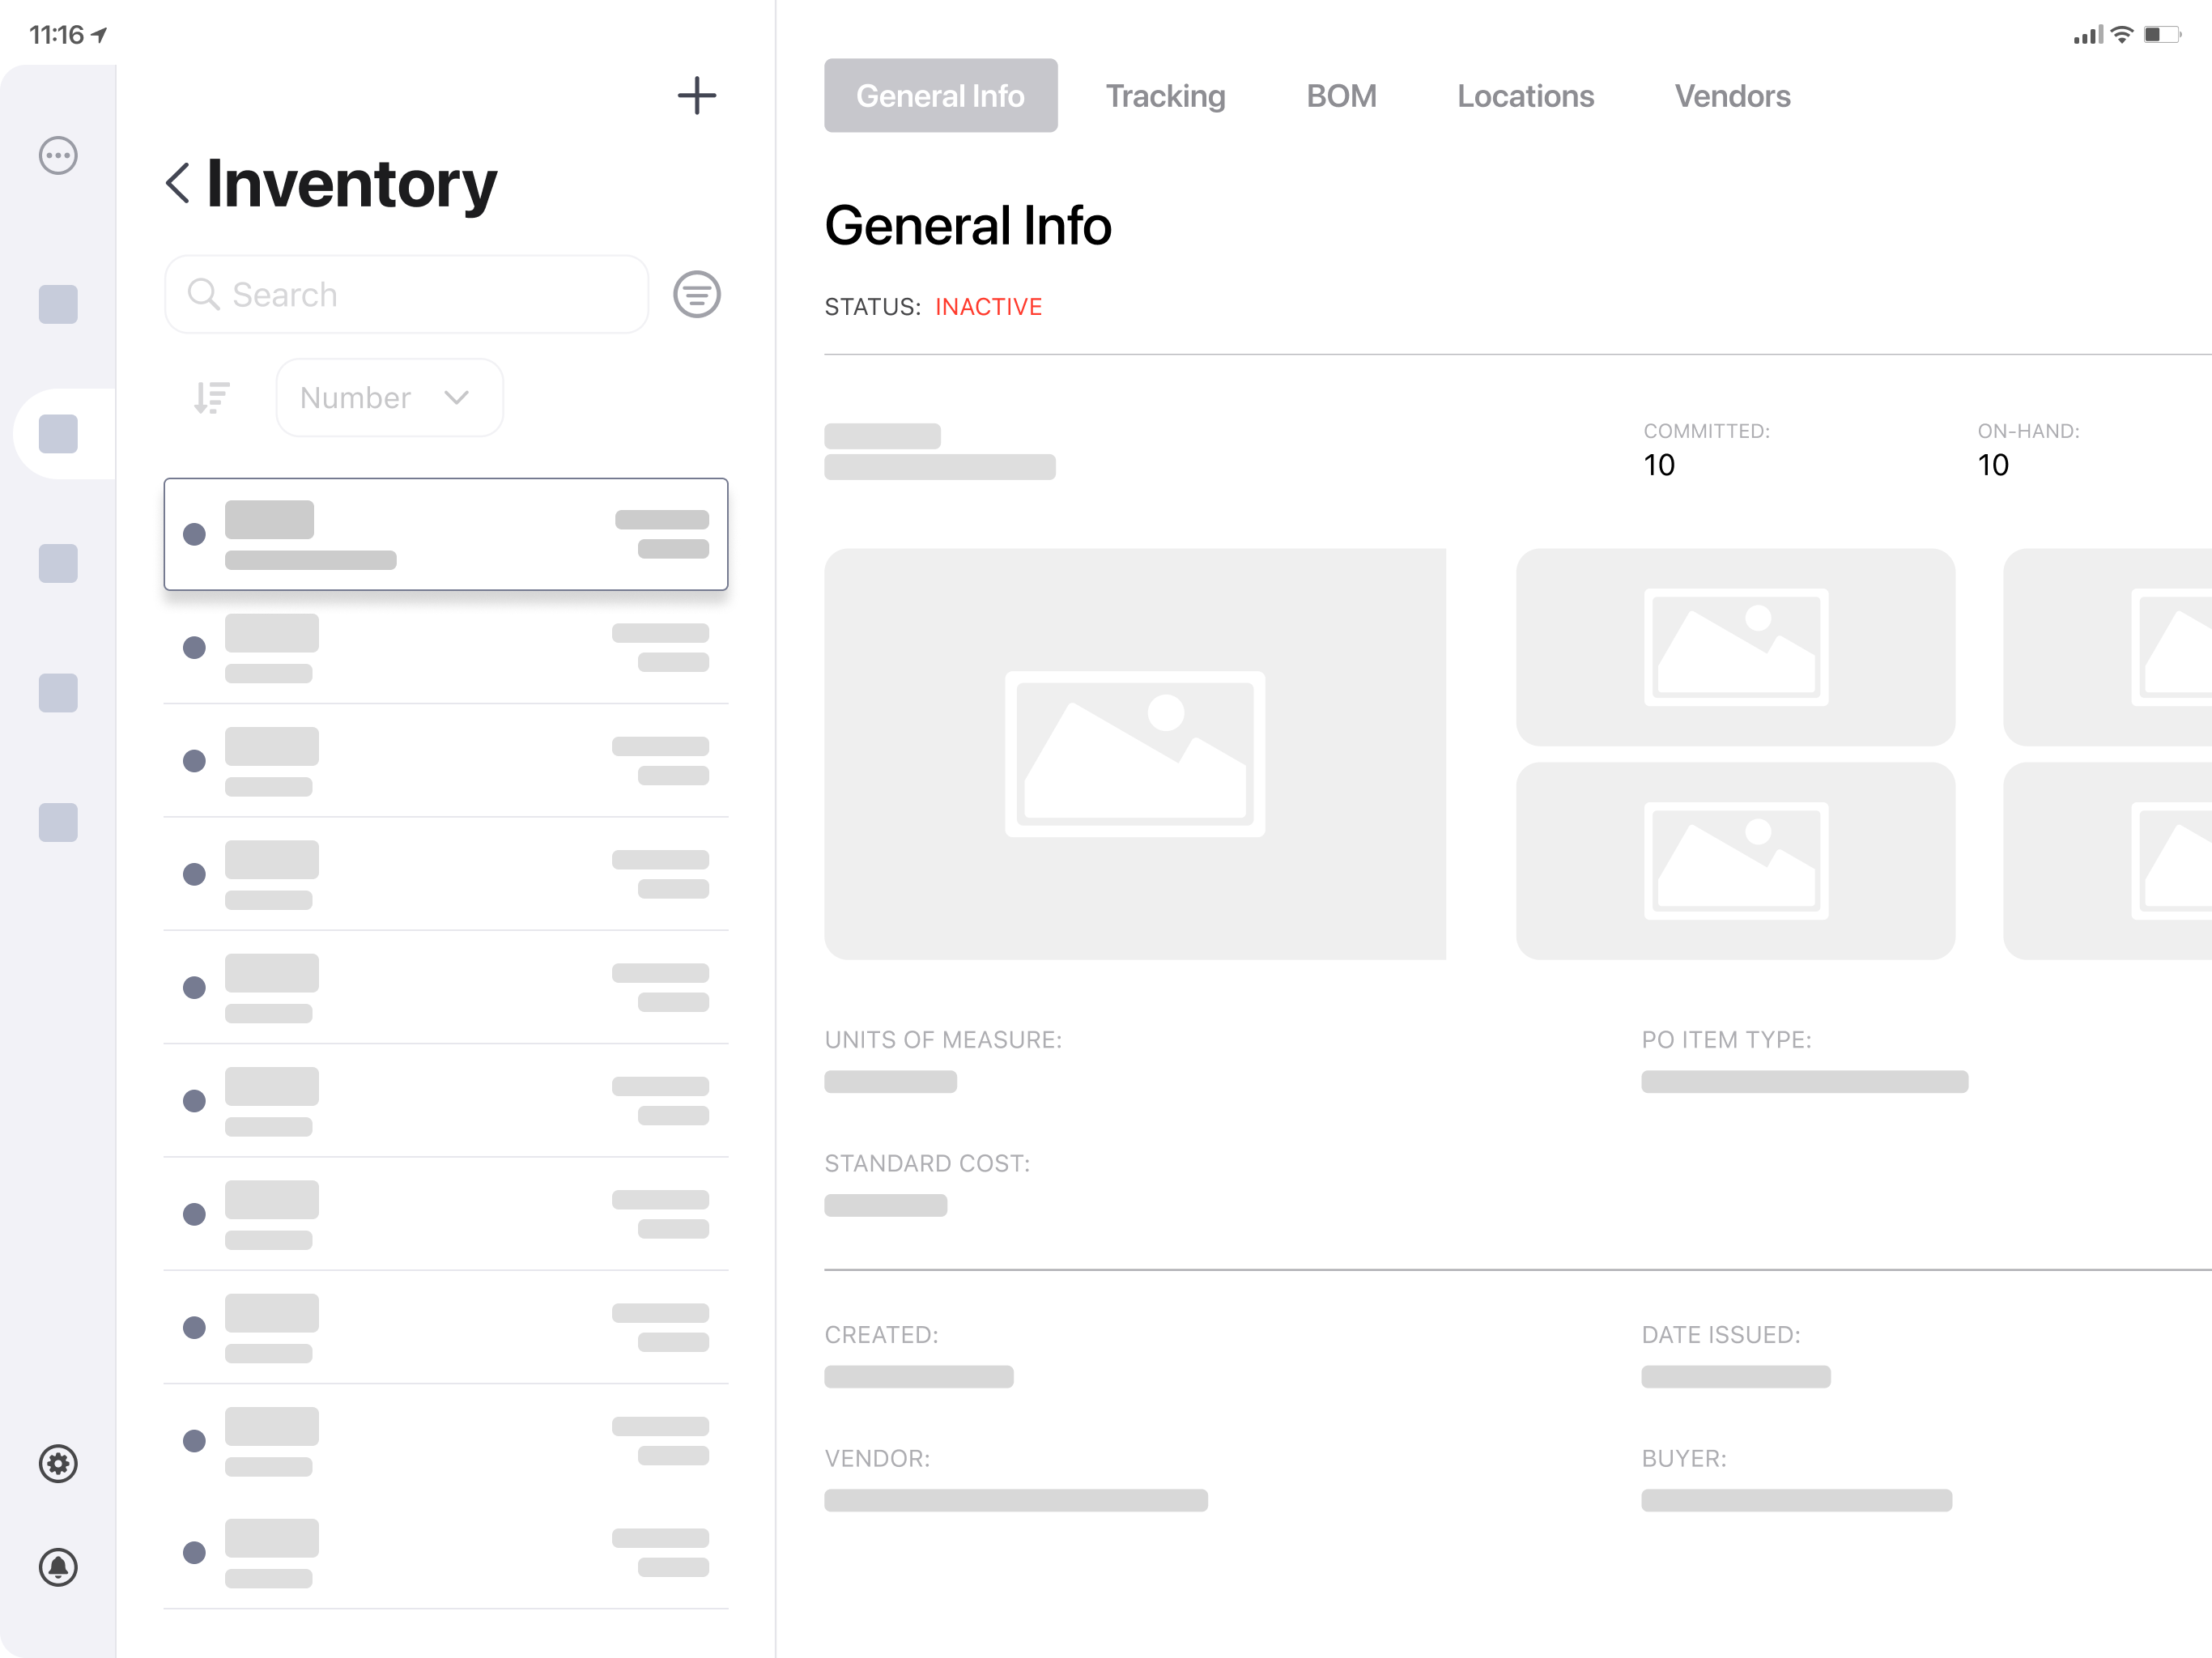 11:16
Inventory
Search
Number
General Info Tracking BOM Locations Vendors
General Info
STATUS: INACTIVE
COMMITTED: ON-HAND:
10 10
UNITS OF MEASURE: PO ITEM TYPE:
STANDARD COST:
CREATED: DATE ISSUED:
VENDOR: BUYER: